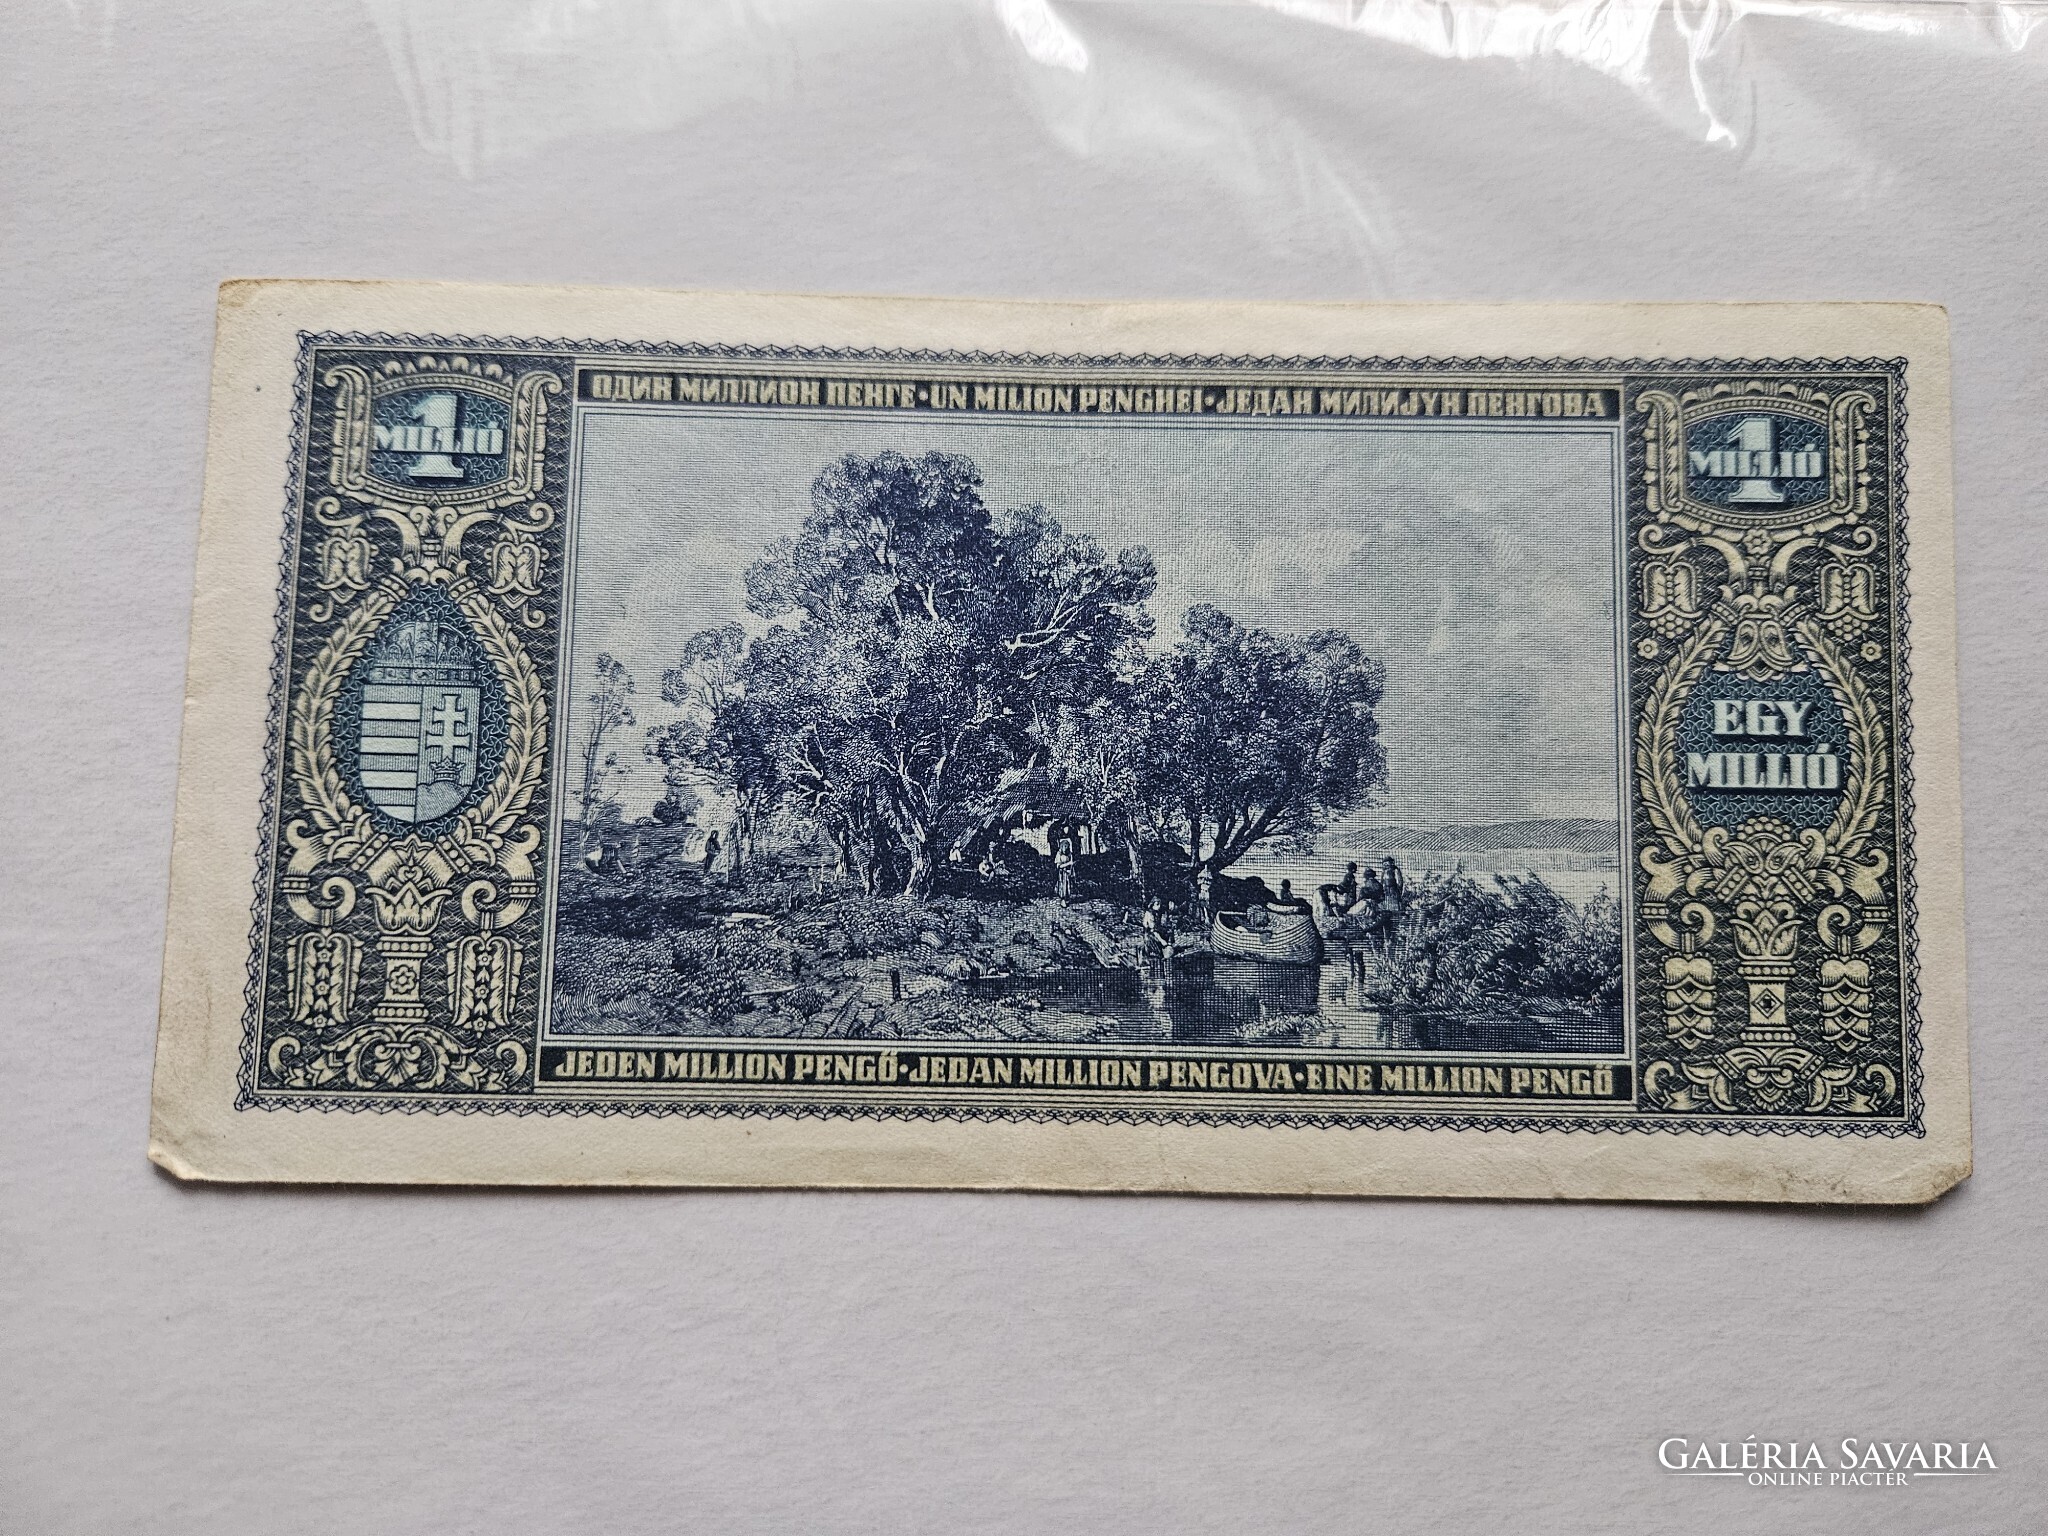 ОДИН МИЛЛИОН ПЕНГЕ·UN MILION PENGHEI·ЈЕДАН МИЛИЈУН ПЕНГОВА
1
MILLIÓ
1
MILLIÓ
EGY
MILLIÓ
JEDEN MILLION PENGŐ·JEDAN MILLION PENGOVA·EINE MILLION PENGŐ
GALÉRIA SAVARIA
ONLINE PIACTÉR